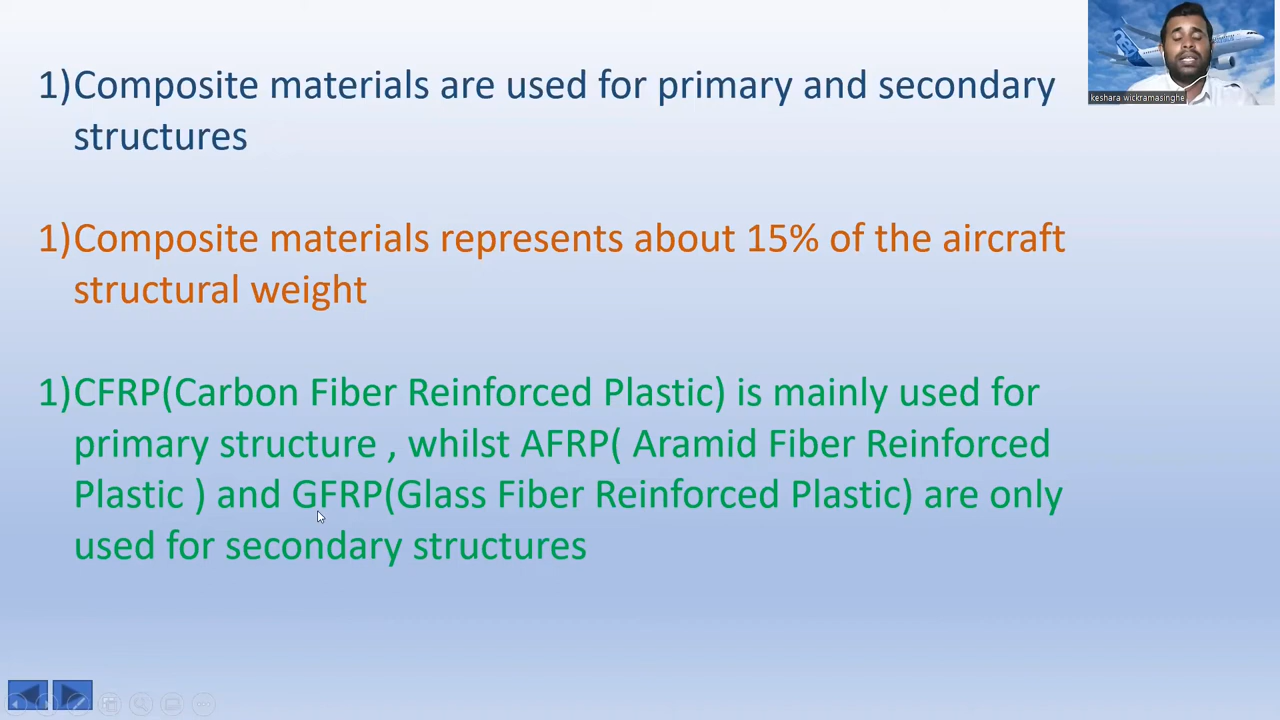 1)Composite materials are used for primary and secondary
structures
1)Composite materials represents about 15% of the aircraft
structural weight
1)CFRP(Carbon Fiber Reinforced Plastic) is mainly used for
primary structure , whilst AFRP( Aramid Fiber Reinforced
Plastic ) and GFRP(Glass Fiber Reinforced Plastic) are only
used for secondary structures
keshara wickramasinghe